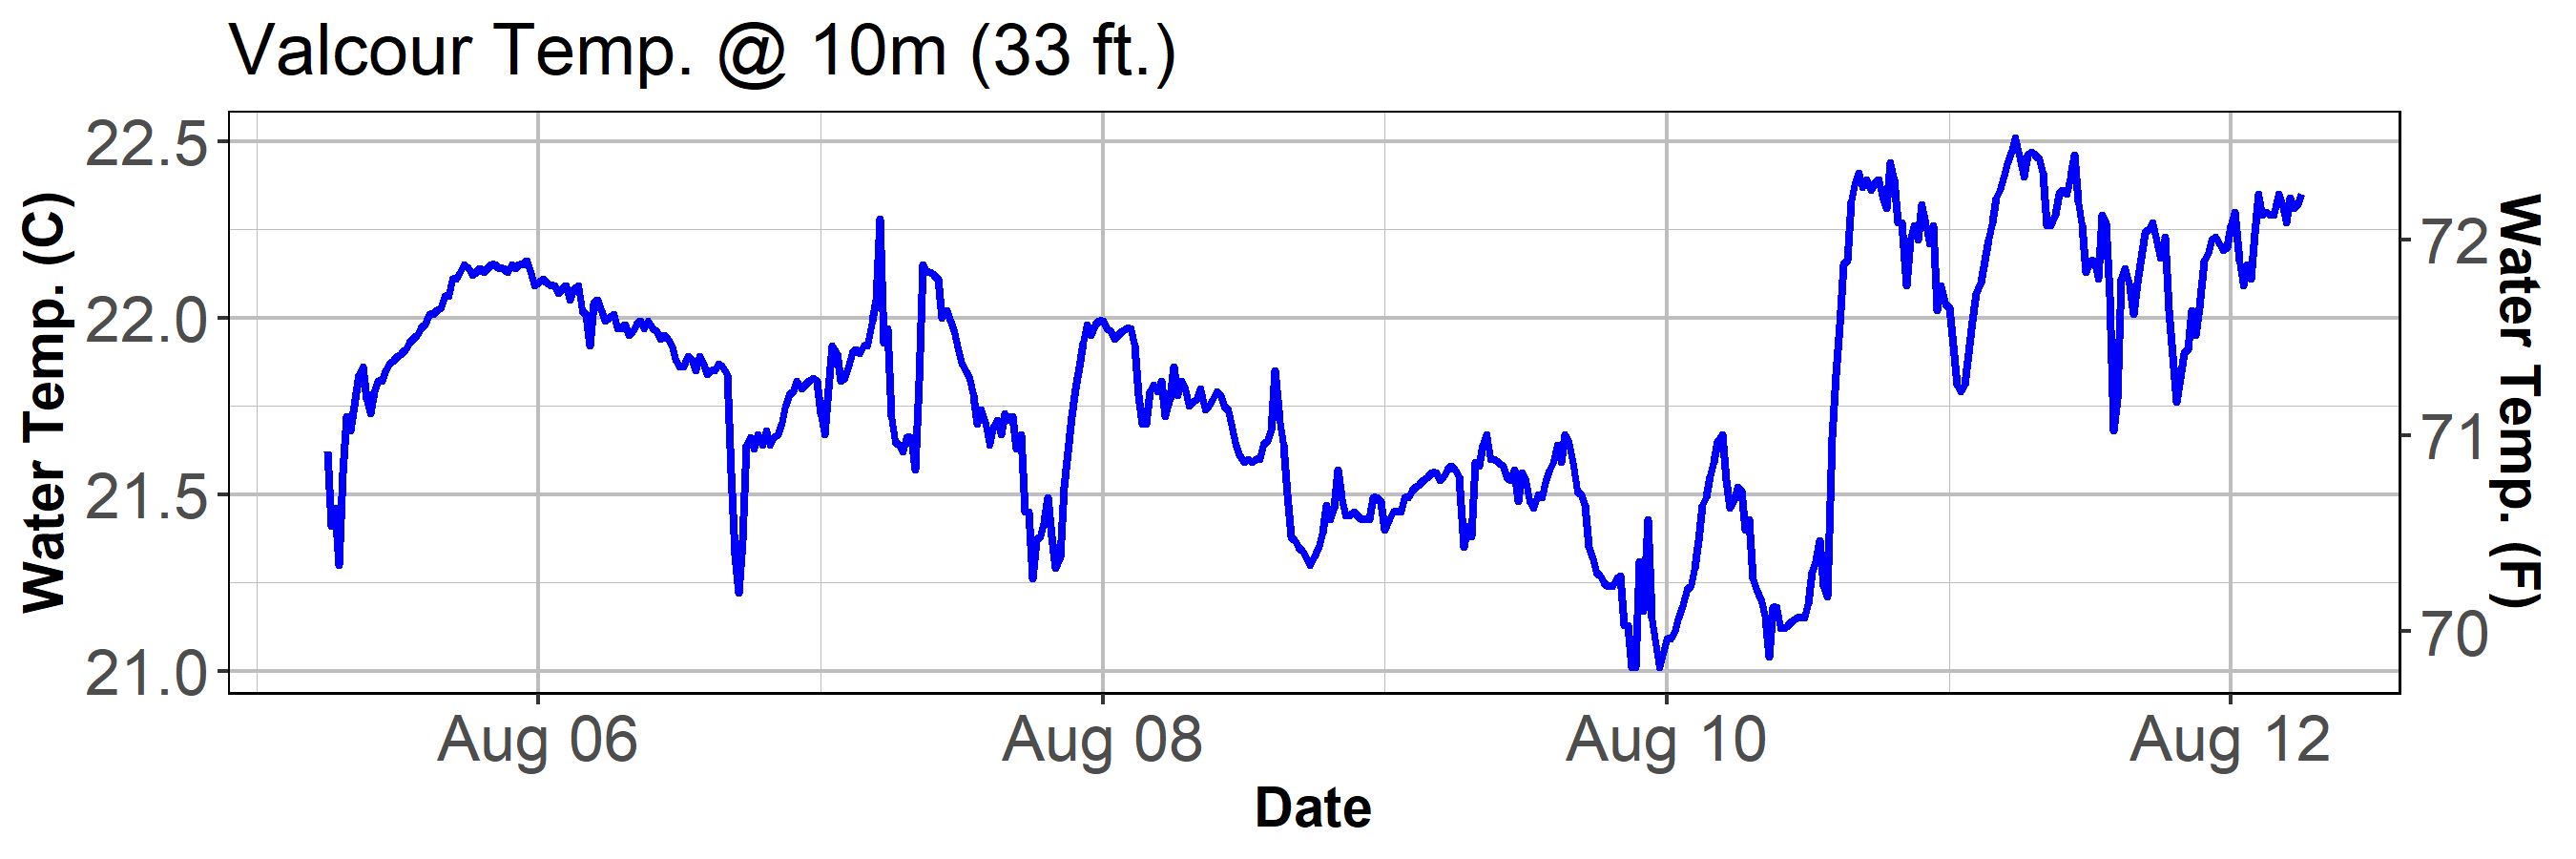 Valcour Temp. @ 10m (33 ft.)
Water Temp. (C)
22.5
22.0
21.5
21.0
72
71
70
Water Temp. (F)
Aug 06 Aug 08 Aug 10 Aug 12
Date